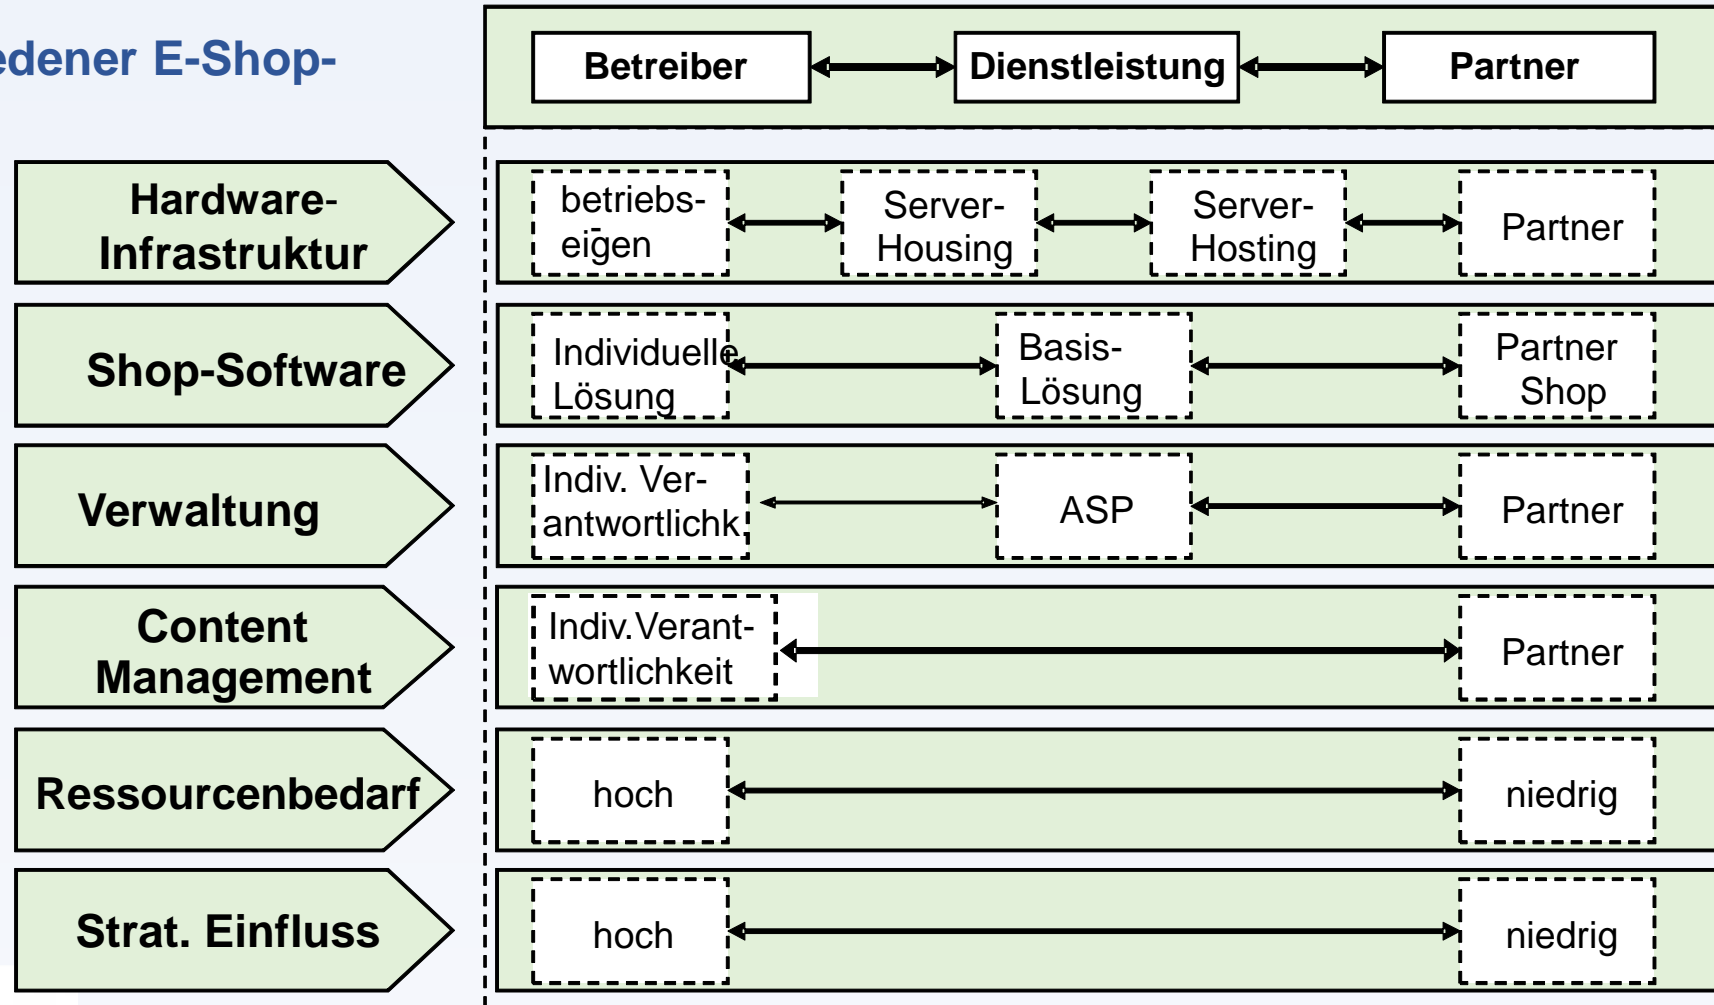 edener E-Shop-
Betreiber
Dienstleistung
Partner
Hardware-
Infrastruktur
betriebs-
eigen
Server-
Housing
Server-
Hosting
Partner
Shop-Software
Individuelle
Lösung
Basis-
Lösung
Partner
Shop
Verwaltung
Indiv. Ver-
antwortlichk.
ASP
Partner
Content
Management
Indiv.Verant-
wortlichkeit
Partner
Ressourcenbedarf
hoch
niedrig
Strat. Einfluss
hoch
niedrig